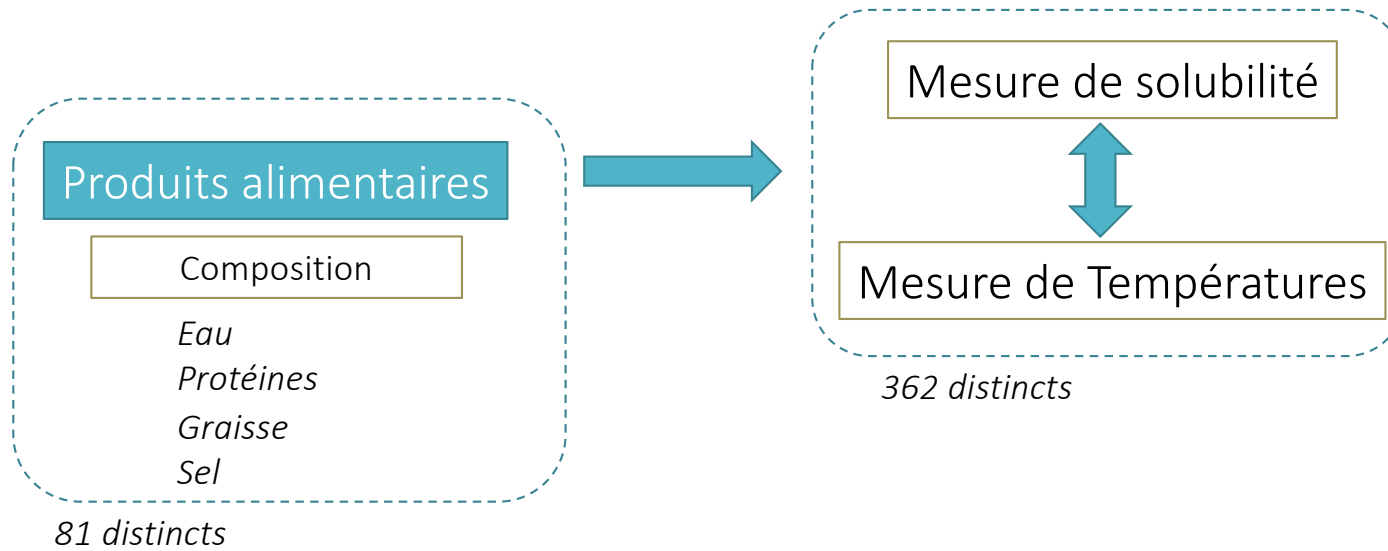 Produits alimentaires
Composition
Eau
Protéines
Graisse
Sel
81 distincts
Mesure de solubilité
Mesure de Températures
362 distincts